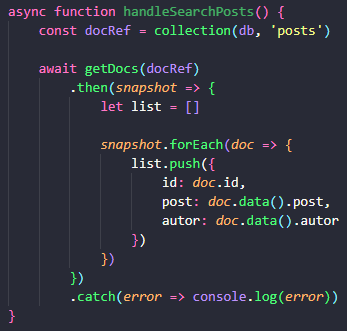 async function handleSearchPosts() {
    const docRef = collection(db, 'posts')

    await getDocs(docRef)
        .then(snapshot => {
            let list = []

            snapshot.forEach(doc => {
                list.push({
                    id: doc.id,
                    post: doc.data().post,
                    autor: doc.data().autor
                })
            })
        })
        .catch(error => console.log(error))
}